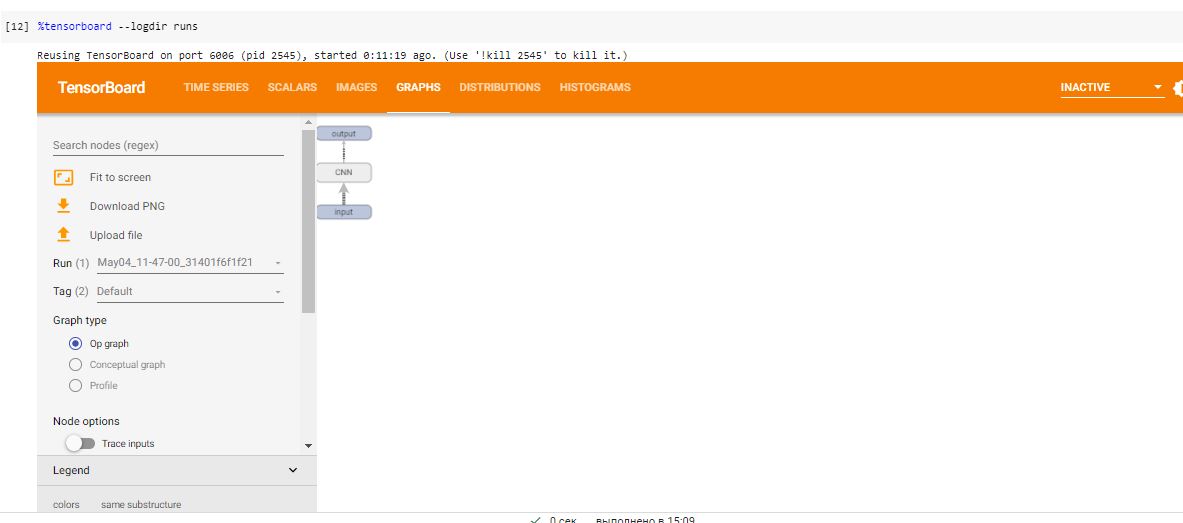 [12] %tensorboard --logdir runs
Reusing TensorBoard on port 6006 (pid 2545), started 0:11:19 ago. (Use '!kill 2545' to kill it.)
TensorBoard TIME SERIES SCALARS IMAGES GRAPHS DISTRIBUTIONS HISTOGRAMS INACTIVE
Search nodes (regex)
Fit to screen
Download PNG
Upload file
Run (1) May04_11-47-00_31401f6f1f21
Tag (2) Default
Graph type
Op graph
Conceptual graph
Profile
Node options
Trace inputs
Legend
colors same substructure
output
CNN
input
0 сек. выполнено в 15:09